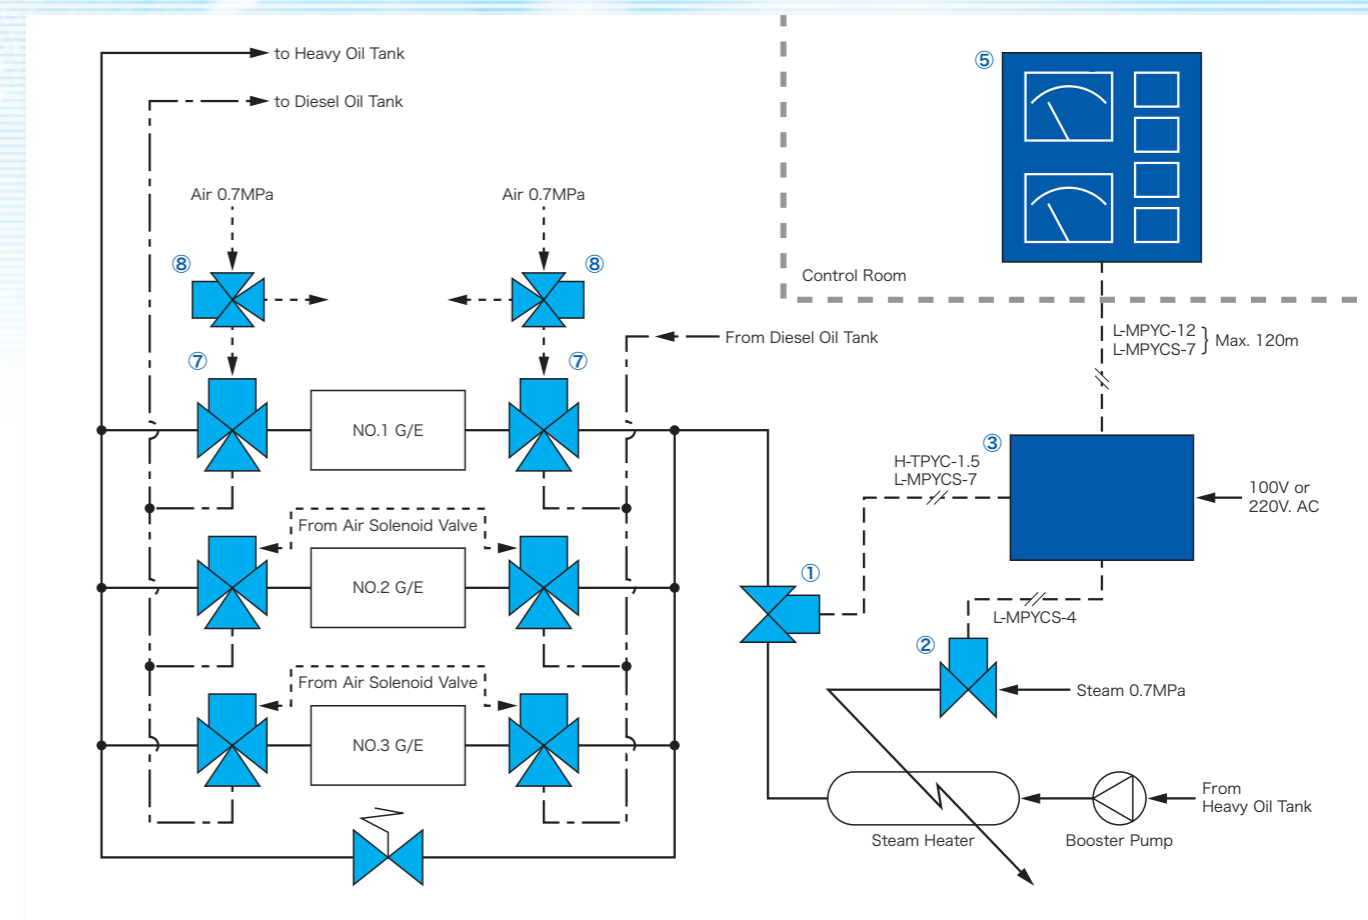 to Heavy Oil Tank
to Diesel Oil Tank
⑤
Air 0.7MPa
Air 0.7MPa
⑧
⑧
Control Room
L-MPYC-12
L-MPYCS-7
Max. 120m
From Diesel Oil Tank
⑦
⑦
NO.1 G/E
③
H-TPYC-1.5
L-MPYCS-7
100V or
220V. AC
From Air Solenoid Valve
NO.2 G/E
①
L-MPYCS-4
②
From Air Solenoid Valve
Steam 0.7MPa
NO.3 G/E
From
Heavy Oil Tank
Steam Heater
Booster Pump